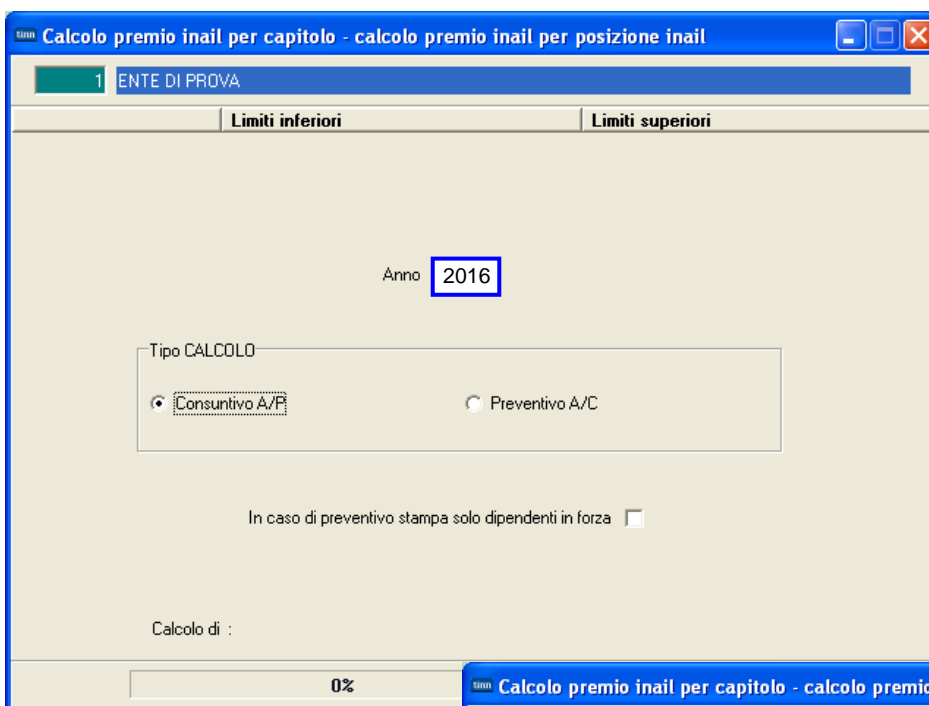 tinn Calcolo premio inail per capitolo - calcolo premio inail per posizione inail
1 ENTE DI PROVA
Limiti inferiori Limiti superiori
Anno 2016
Tipo CALCOLO
Consuntivo A/P Preventivo A/C
In caso di preventivo stampa solo dipendenti in forza
Calcolo di :
0%
tinn Calcolo premio inail per capitolo - calcolo premio